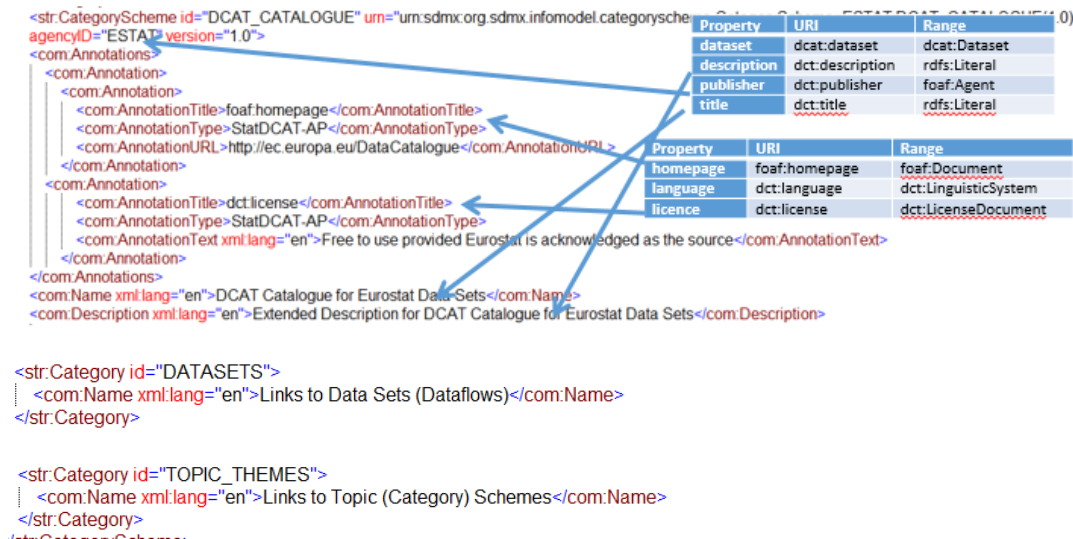 <str:CategoryScheme id="DCAT_CATALOGUE" urn="urn:sdmx:org.sdmx.infomodel.categoryscheme
agencyID="ESTAT" version="1.0">
<com:Annotations>
<com:Annotation>
<com:Annotation>
<com:AnnotationTitle>foaf:homepage</com:AnnotationTitle>
<com:AnnotationType>StatDCAT-AP</com:AnnotationType>
<com:AnnotationURL>http://ec.europa.eu/DataCatalogue</com:AnnotationURL>
</com:Annotation>
<com:Annotation>
<com:AnnotationTitle>dct:license</com:AnnotationTitle>
<com:AnnotationType>StatDCAT-AP</com:AnnotationType>
<com:AnnotationText xml:lang="en">Free to use provided Eurostat is acknowledged as the source</com:AnnotationText>
</com:Annotation>
</com:Annotations>
<com:Name xml:lang="en">DCAT Catalogue for Eurostat Data Sets</com:Name>
<com:Description xml:lang="en">Extended Description for DCAT Catalogue for Eurostat Data Sets</com:Description>
Property URI Range
dataset dcat:dataset dcat:Dataset
description dct:description rdfs:Literal
publisher dct:publisher foaf:Agent
title dct:title rdfs:Literal
Property URI Range
homepage foaf:homepage foaf:Document
language dct:language dct:LinguisticSystem
licence dct:license dct:LicenseDocument
<str:Category id="DATASETS">
<com:Name xml:lang="en">Links to Data Sets (Dataflows)</com:Name>
</str:Category>
<str:Category id="TOPIC_THEMES">
<com:Name xml:lang="en">Links to Topic (Category) Schemes</com:Name>
</str:Category>